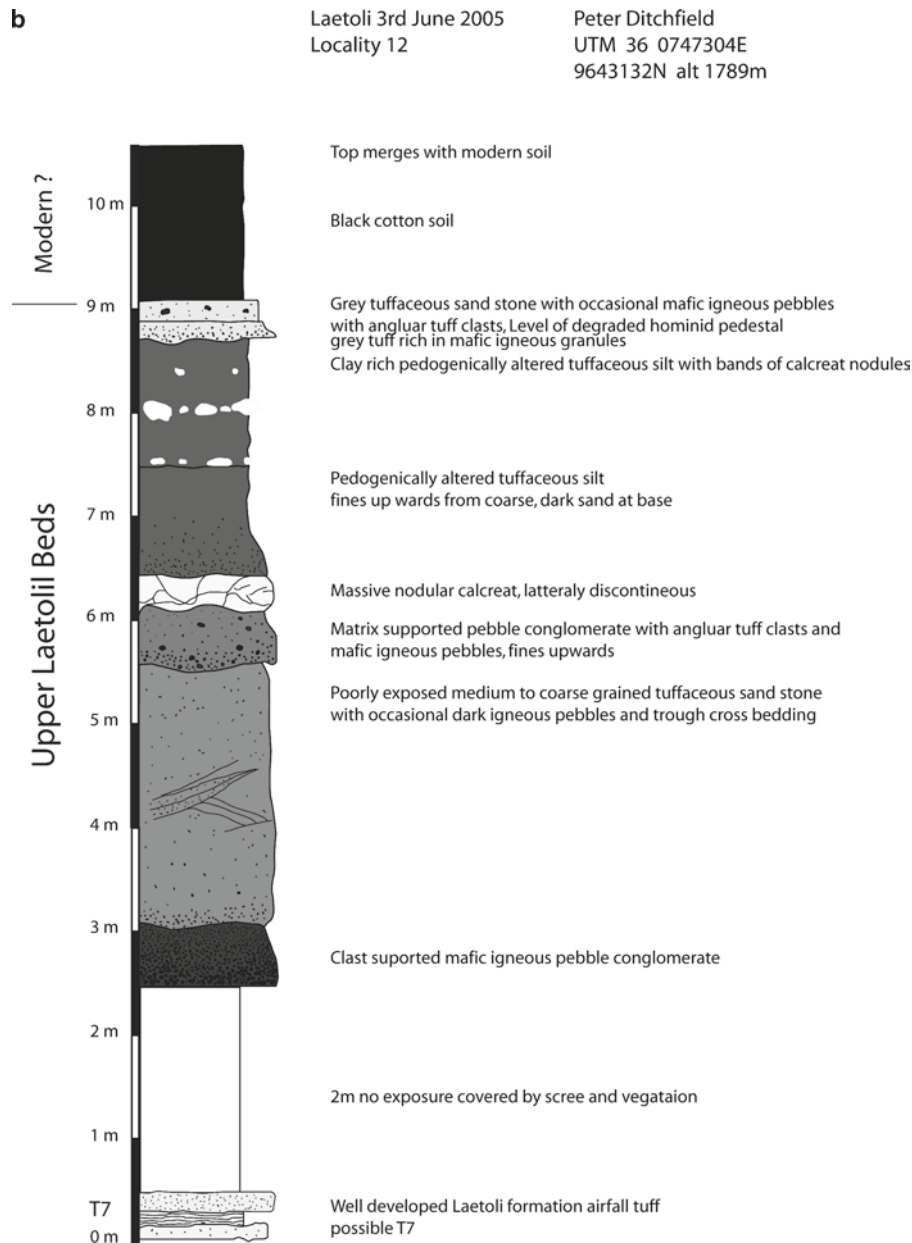 b
Laetoli 3rd June 2005
Locality 12
Peter Ditchfield
UTM 36 0747304E
9643132N alt 1789m
Modern ?
Upper Laetolil Beds
10 m
9 m
8 m
7 m
6 m
5 m
4 m
3 m
2 m
1 m
T7
0 m
Top merges with modern soil
Black cotton soil
Grey tuffaceous sand stone with occasional mafic igneous pebbles
with angluar tuff clasts, Level of degraded hominid pedestal
grey tuff rich in mafic igneous granules
Clay rich pedogenically altered tuffaceous silt with bands of calcreat nodules
Pedogenically altered tuffaceous silt
fines up wards from coarse, dark sand at base
Massive nodular calcreat, latteraly discontineous
Matrix supported pebble conglomerate with angluar tuff clasts and
mafic igneous pebbles, fines upwards
Poorly exposed medium to coarse grained tuffaceous sand stone
with occasional dark igneous pebbles and trough cross bedding
Clast suported mafic igneous pebble conglomerate
2m no exposure covered by scree and vegataion
Well developed Laetoli formation airfall tuff
possible T7